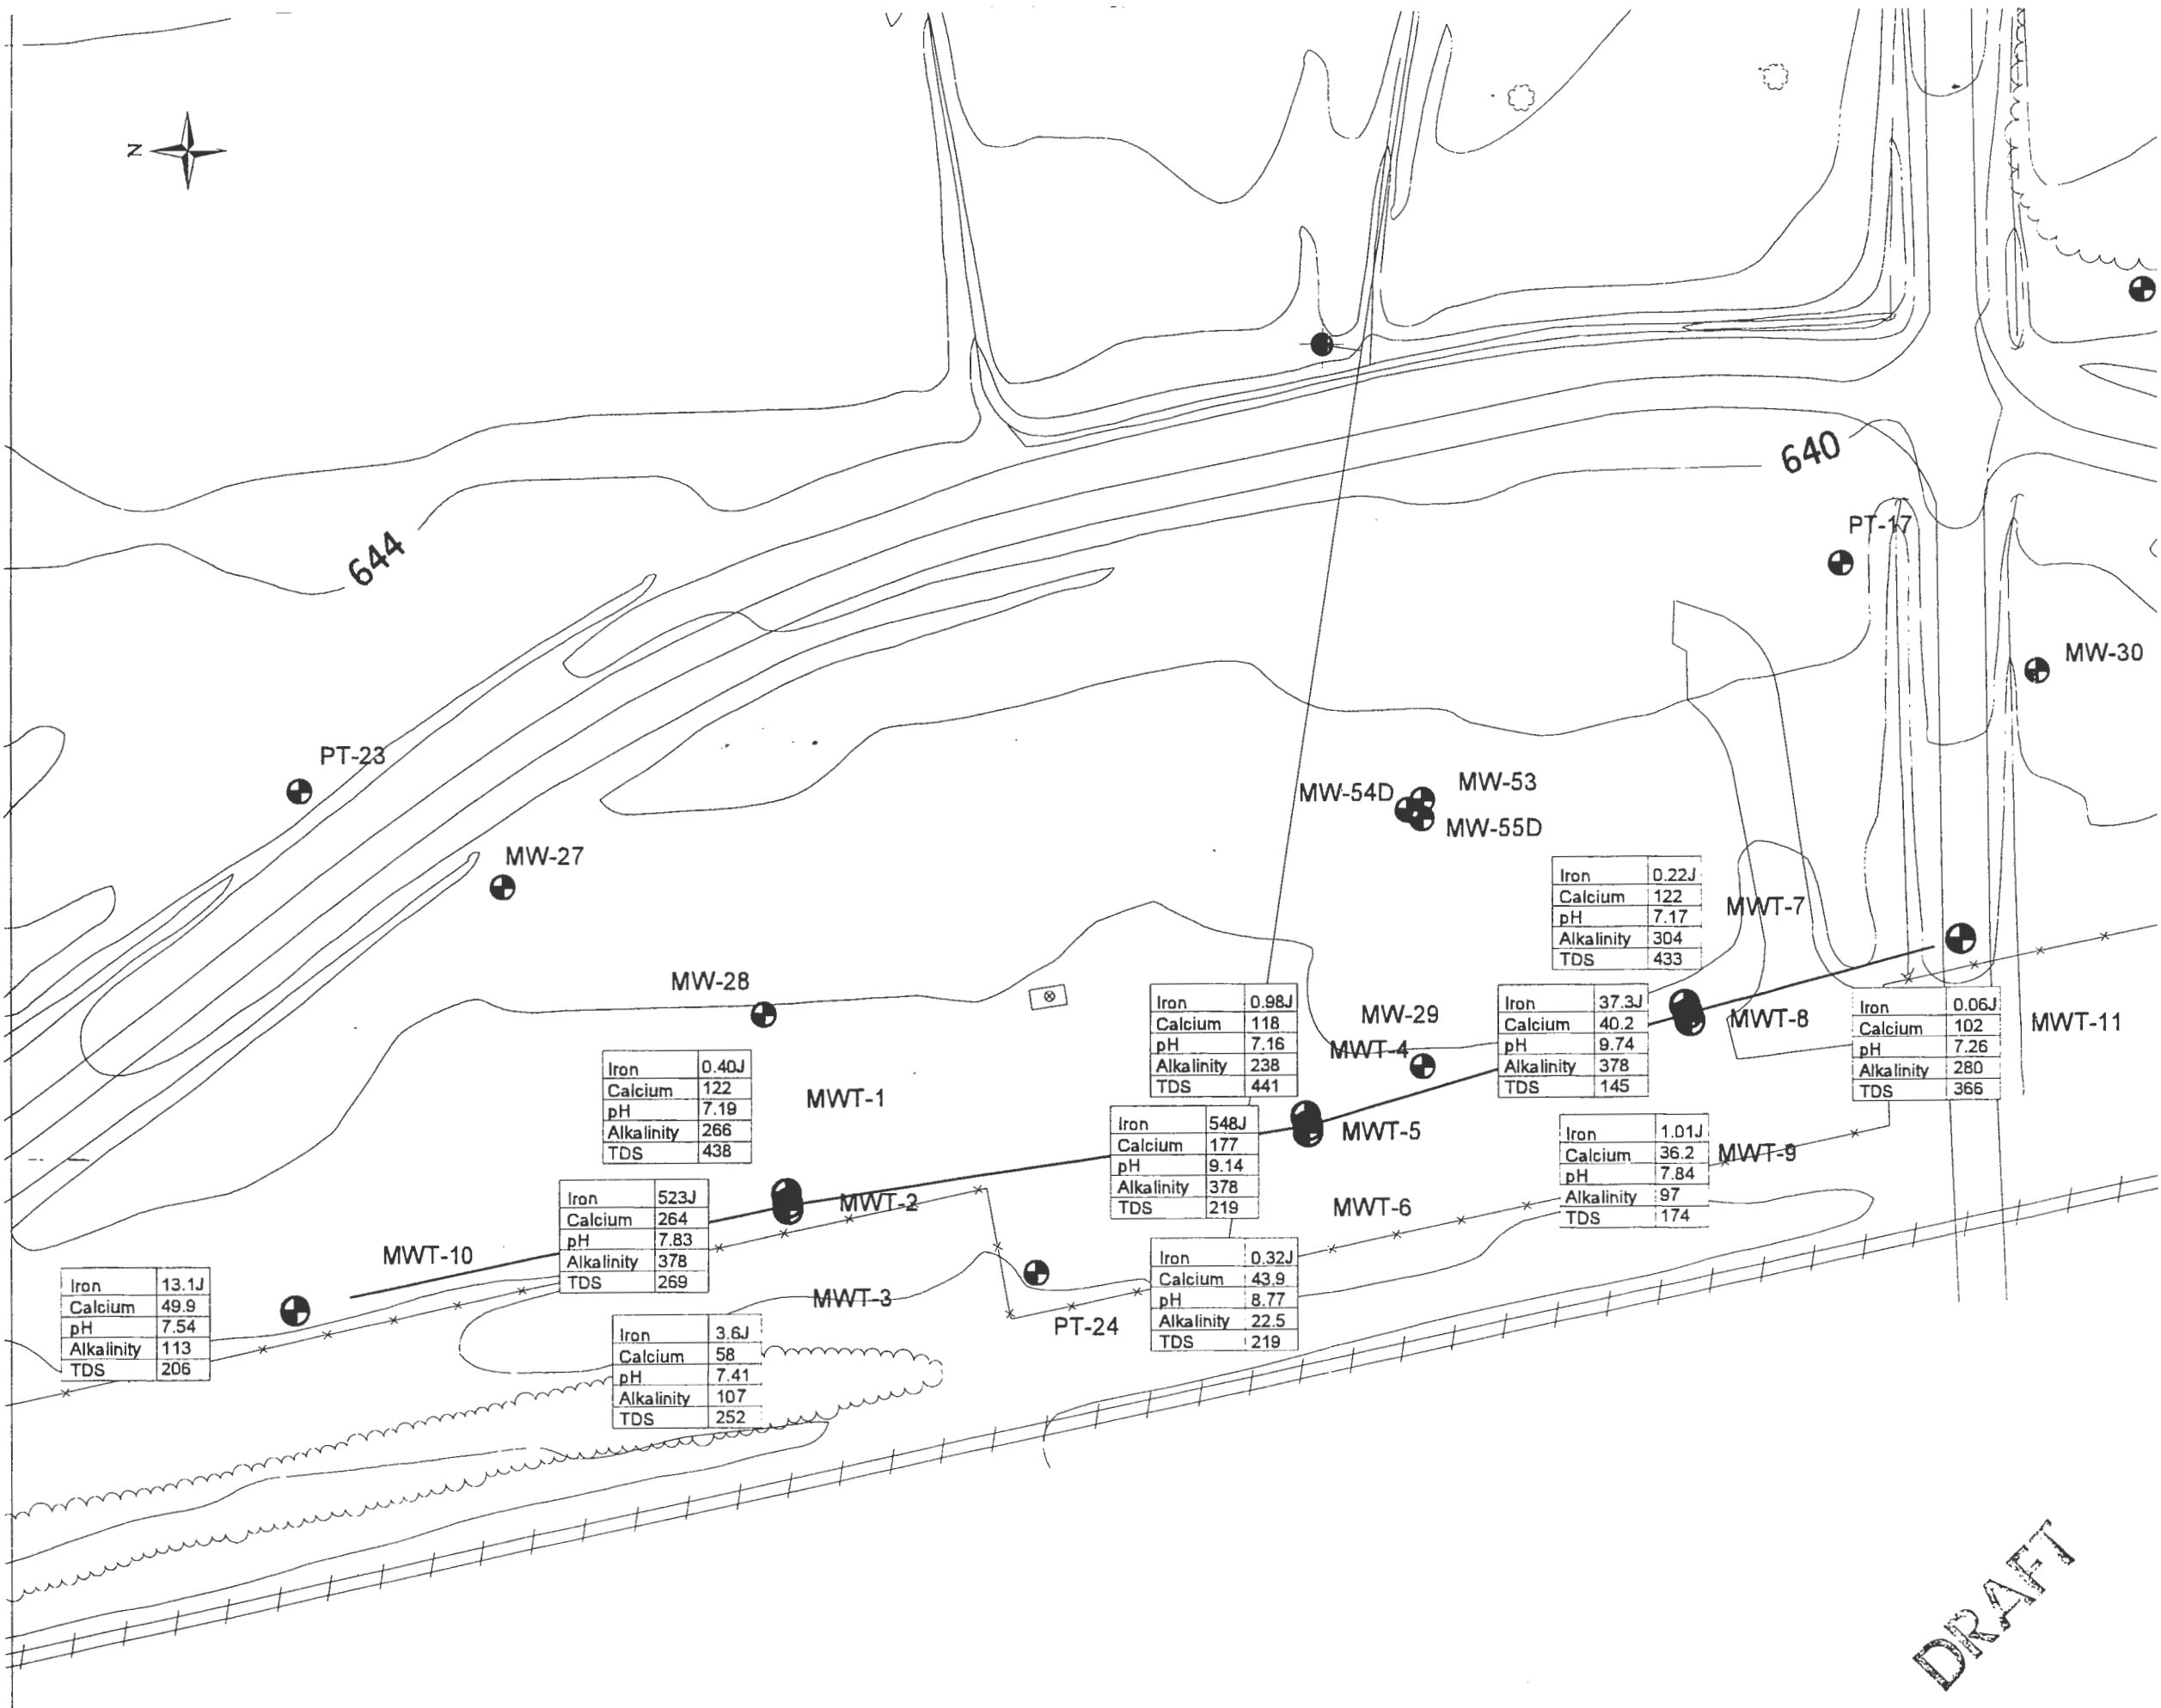 N
640
644
PT-17
MW-30
PT-23
MW-54D
MW-53
MW-55D
MW-27
Iron 0.22J
Calcium 122
pH 7.17
Alkalinity 304
TDS 433
MWT-7
MW-28
Iron 0.98J
Calcium 118
pH 7.16
Alkalinity 238
TDS 441
MW-29
MWT-4
Iron 37.3J
Calcium 40.2
pH 9.74
Alkalinity 378
TDS 145
MWT-8
Iron 0.06J
Calcium 102
pH 7.26
Alkalinity 280
TDS 366
MWT-11
Iron 0.40J
Calcium 122
pH 7.19
Alkalinity 266
TDS 438
MWT-1
Iron 548J
Calcium 177
pH 9.14
Alkalinity 378
TDS 219
MWT-5
Iron 1.01J
Calcium 36.2
pH 7.84
Alkalinity 97
TDS 174
MWT-9
Iron 523J
Calcium 264
pH 7.83
Alkalinity 378
TDS 269
MWT-2
MWT-6
MWT-10
Iron 13.1J
Calcium 49.9
pH 7.54
Alkalinity 113
TDS 206
Iron 0.32J
Calcium 43.9
pH 8.77
Alkalinity 22.5
TDS 219
MWT-3
PT-24
Iron 3.6J
Calcium 58
pH 7.41
Alkalinity 107
TDS 252
DRAFT